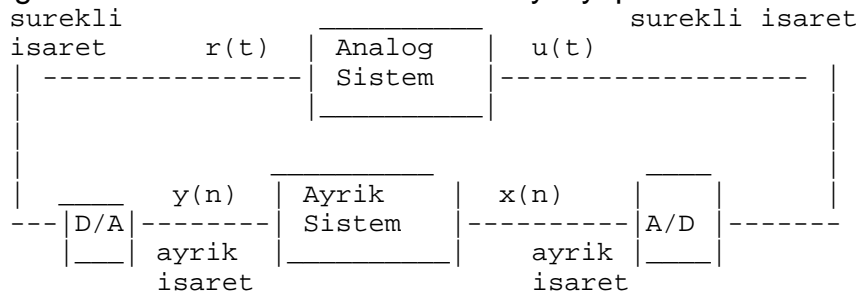 surekli surekli isaret
isaret r(t) Analog u(t)
Sistem
y(n) Ayrik x(n)
D/A Sistem A/D
ayrik ayrik
isaret isaret